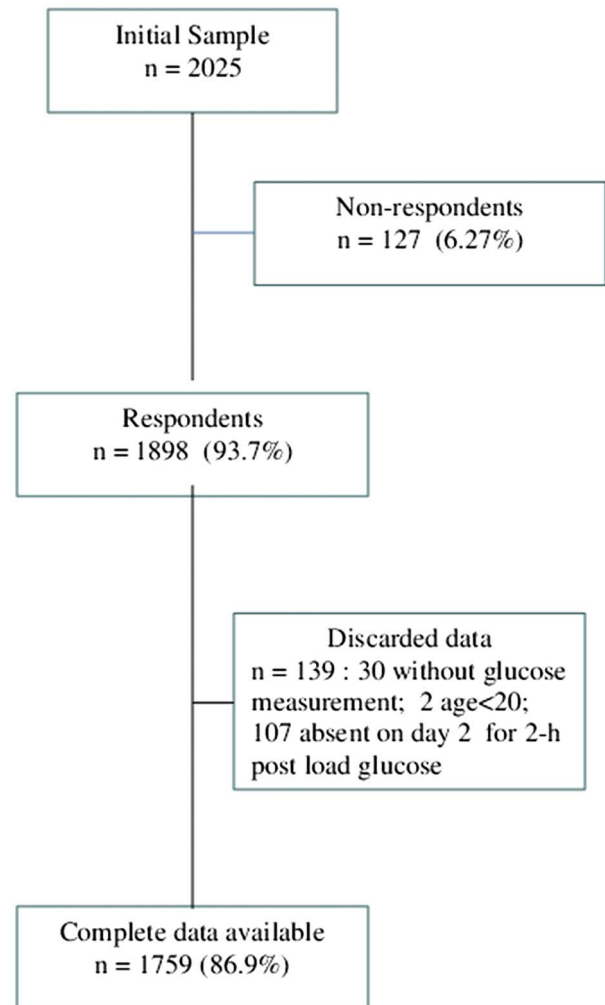 Initial Sample
n = 2025
Non-respondents
n = 127 (6.27%)
Respondents
n = 1898 (93.7%)
Discarded data
n = 139 : 30 without glucose
measurement; 2 age<20;
107 absent on day 2 for 2-h
post load glucose
Complete data available
n = 1759 (86.9%)